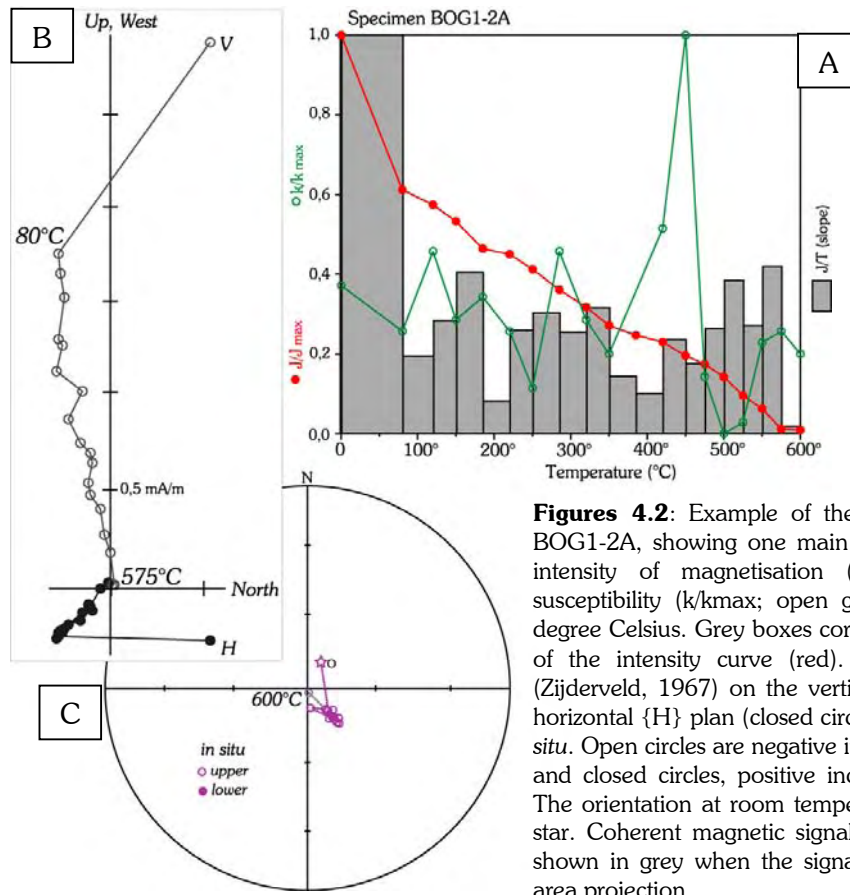 B
Up, West
V
80°C
0,5 mA/m
575°C
North
H
Specimen BOG1-2A
A
1,0
0,8
0,6
0,4
0,2
0,0
k/k max
J/J max
J/T (slope)
0
100°
200°
300°
400°
500°
600°
Temperature (°C)
N
0
600°C
C
in situ
upper
lower
Figures 4.2: Example of the
BOG1-2A, showing one main
intensity of magnetisation (
susceptibility (k/kmax; open g
degree Celsius. Grey boxes cor
of the intensity curve (red).
(Zijderveld, 1967) on the verti
horizontal {H} plan (closed circ
situ. Open circles are negative i
and closed circles, positive inc
The orientation at room tempe
star. Coherent magnetic signal
shown in grey when the signa
area projection